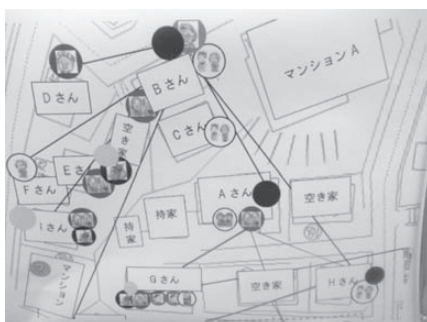 マンションA
Bさん
Dさん
Cさん
空き家
Eさん
Fさん
Iさん
Aさん
空き家
持家
持家
マンション
Gさん
空き家
Hさん